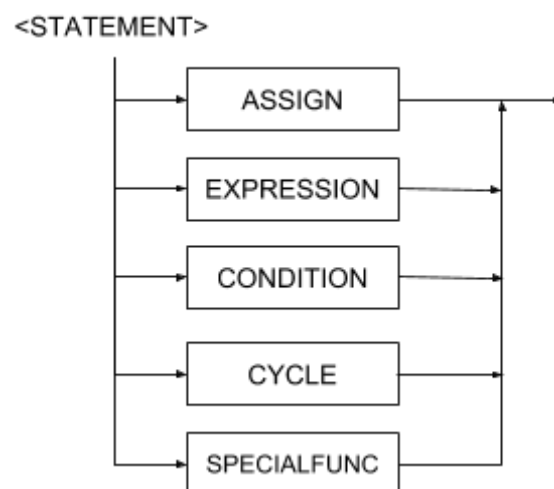 <STATEMENT>
ASSIGN
EXPRESSION
CONDITION
CYCLE
SPECIALFUNC